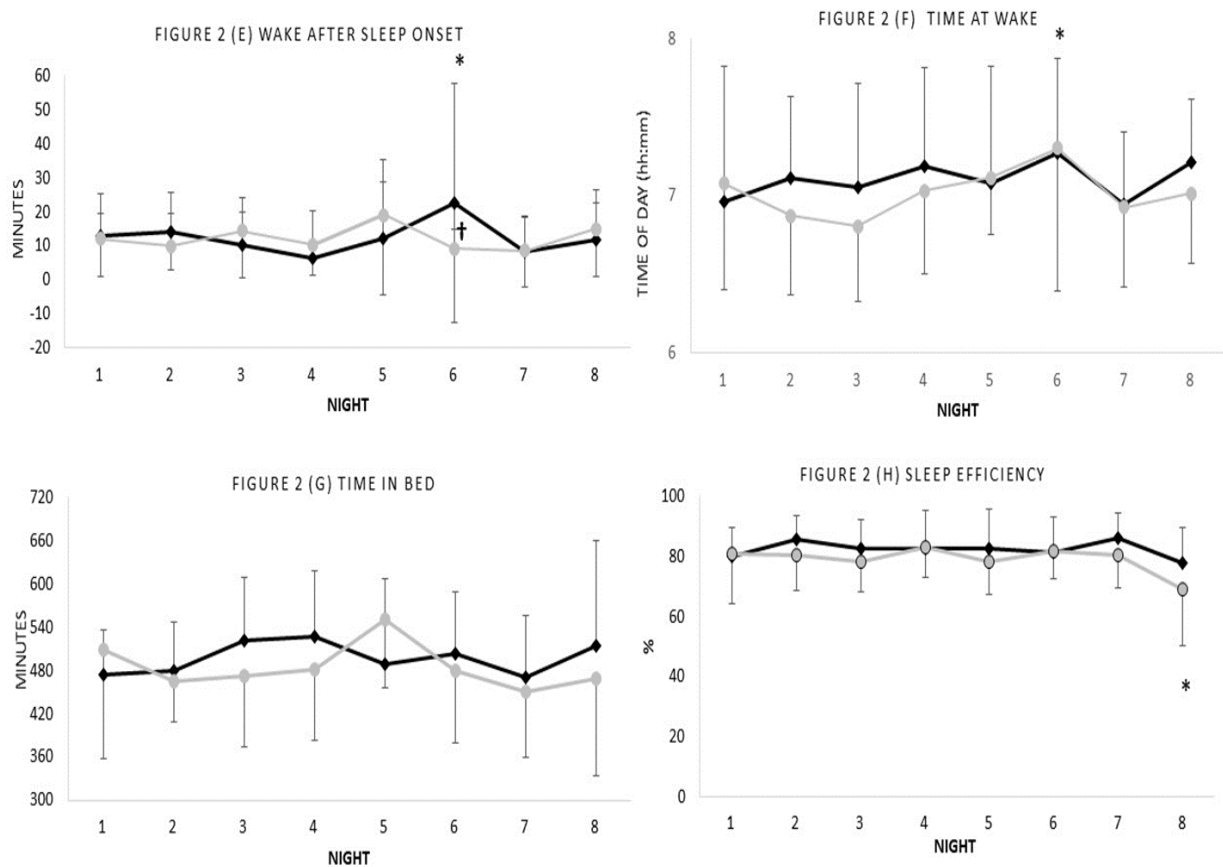 FIGURE 2 (E) WAKE AFTER SLEEP ONSET
*
60
50
40
30
20
10
0
-10
-20
MINUTES
†
1 2 3 4 5 6 7 8
NIGHT
FIGURE 2 (F) TIME AT WAKE
*
8
7
6
TIME OF DAY (hh:mm)
1 2 3 4 5 6 7 8
NIGHT
FIGURE 2 (G) TIME IN BED
720
660
600
540
480
420
360
300
MINUTES
1 2 3 4 5 6 7 8
NIGHT
FIGURE 2 (H) SLEEP EFFICIENCY
100
80
60
40
20
0
%
*
1 2 3 4 5 6 7 8
NIGHT